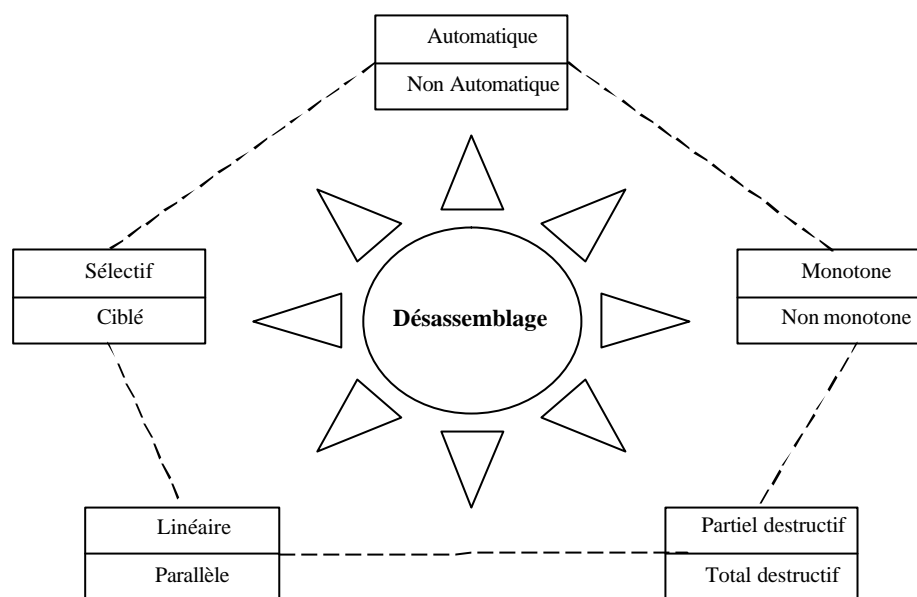 Automatique
Non Automatique
Sélectif
Ciblé
Désassemblage
Monotone
Non monotone
Linéaire
Parallèle
Partiel destructif
Total destructif